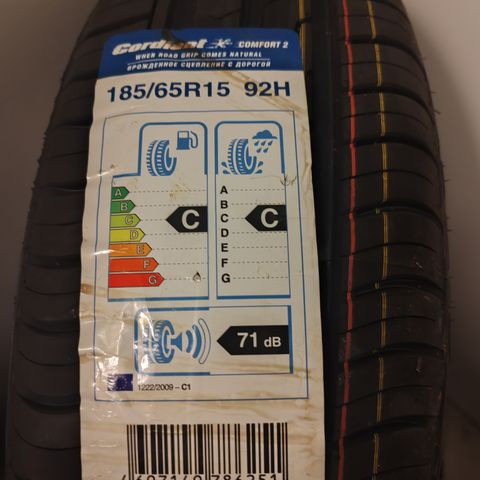 Cordiant COMFORT 2
WHEN ROAD GRIP COMES NATURAL
ВРОЖДЕННОЕ СЦЕПЛЕНИЕ С ДОРОГОЙ
185/65R15 92H
A
B
C
D
E
F
G
C
A
B
C
D
E
F
G
C
71 dB
1222/2009 – C1